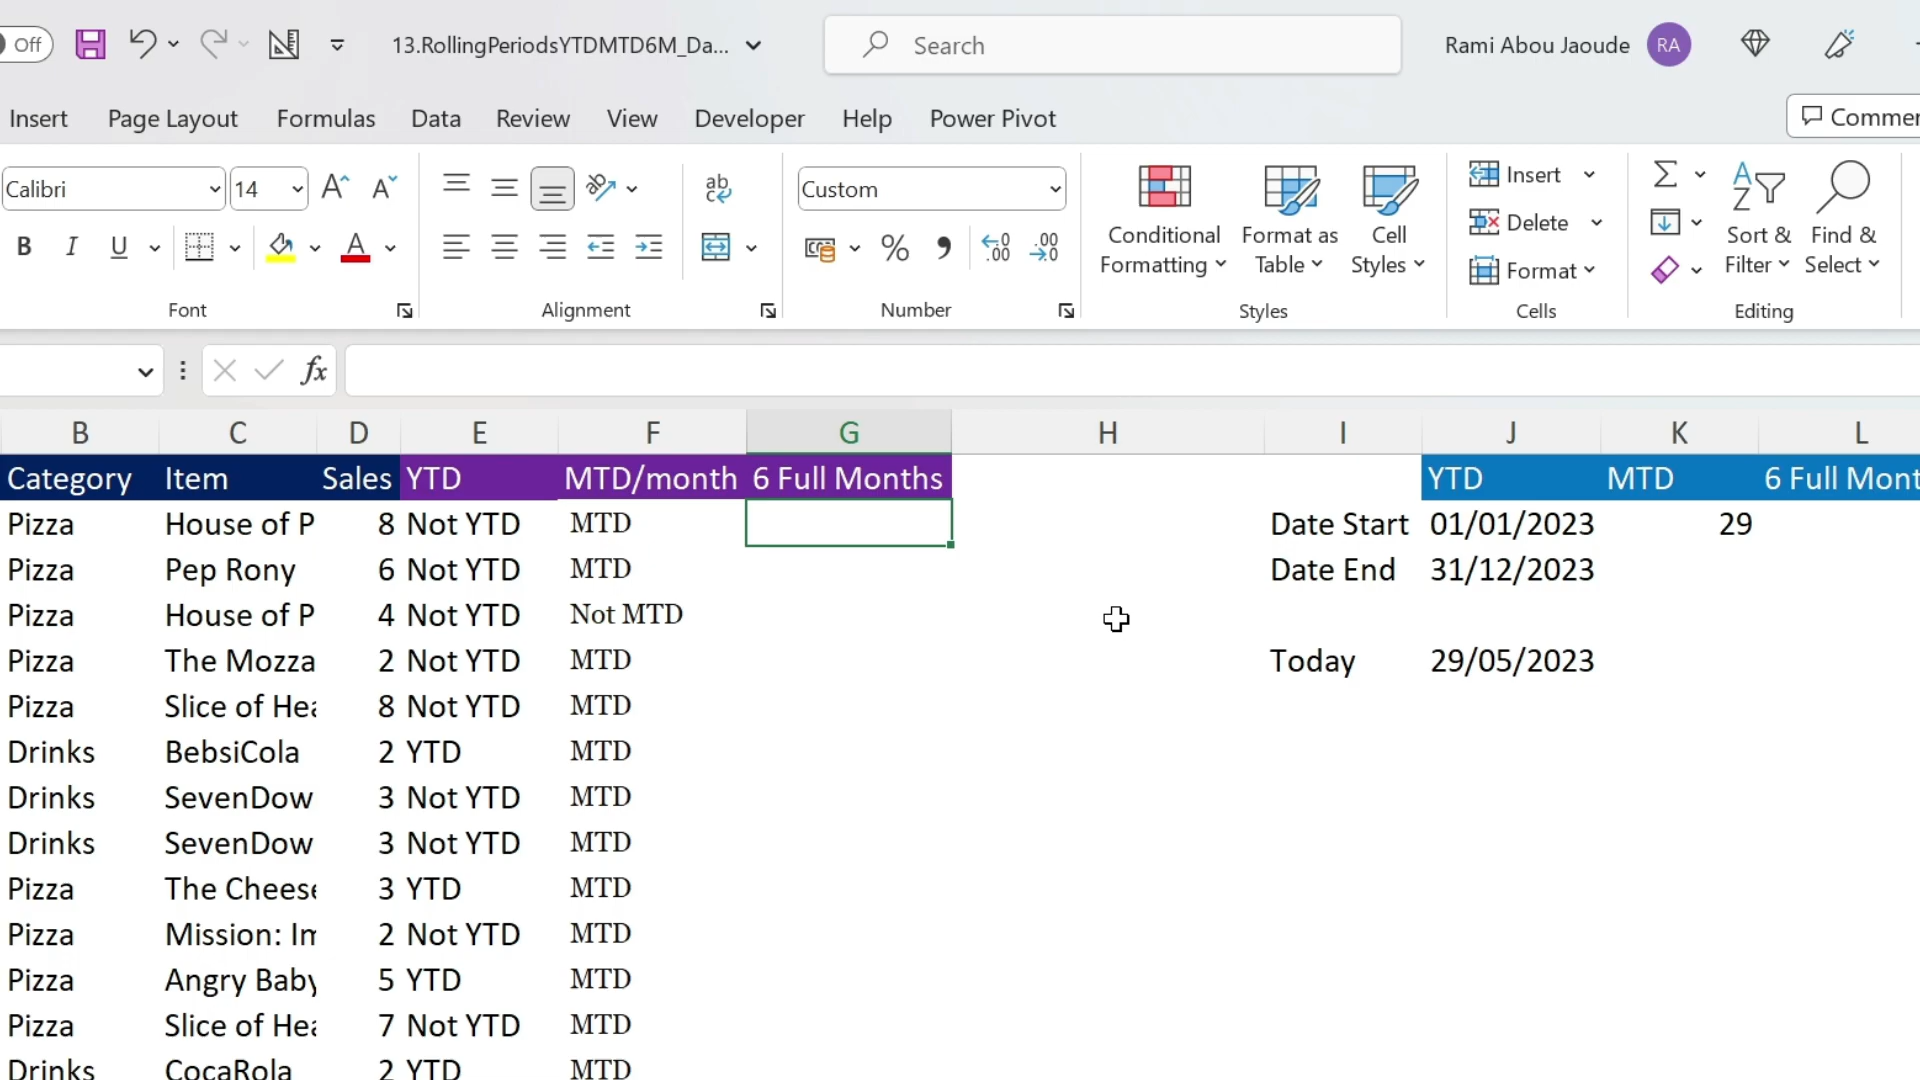 Off 13.RollingPeriodsYTDMTD6M_Da... Search Rami Abou Jaoude RA
Insert Page Layout Formulas Data Review View Developer Help Power Pivot Commen
Calibri 14 ab Custom Insert
B I U % Conditional Formatting Format as Table Cell Styles Delete Sort & Filter Find & Select
Format
Font Alignment Number Styles Cells Editing
fx
B C D E F G H I J K L
Category Item Sales YTD MTD/month 6 Full Months YTD MTD 6 Full Mont
Pizza House of P 8 Not YTD MTD Date Start 01/01/2023 29
Pizza Pep Rony 6 Not YTD MTD Date End 31/12/2023
Pizza House of P 4 Not YTD Not MTD
Pizza The Mozza 2 Not YTD MTD Today 29/05/2023
Pizza Slice of Hea 8 Not YTD MTD
Drinks BebsiCola 2 YTD MTD
Drinks SevenDow 3 Not YTD MTD
Drinks SevenDow 3 Not YTD MTD
Pizza The Cheese 3 YTD MTD
Pizza Mission: Im 2 Not YTD MTD
Pizza Angry Baby 5 YTD MTD
Pizza Slice of Hea 7 Not YTD MTD
Drinks CocaRola 2 YTD MTD